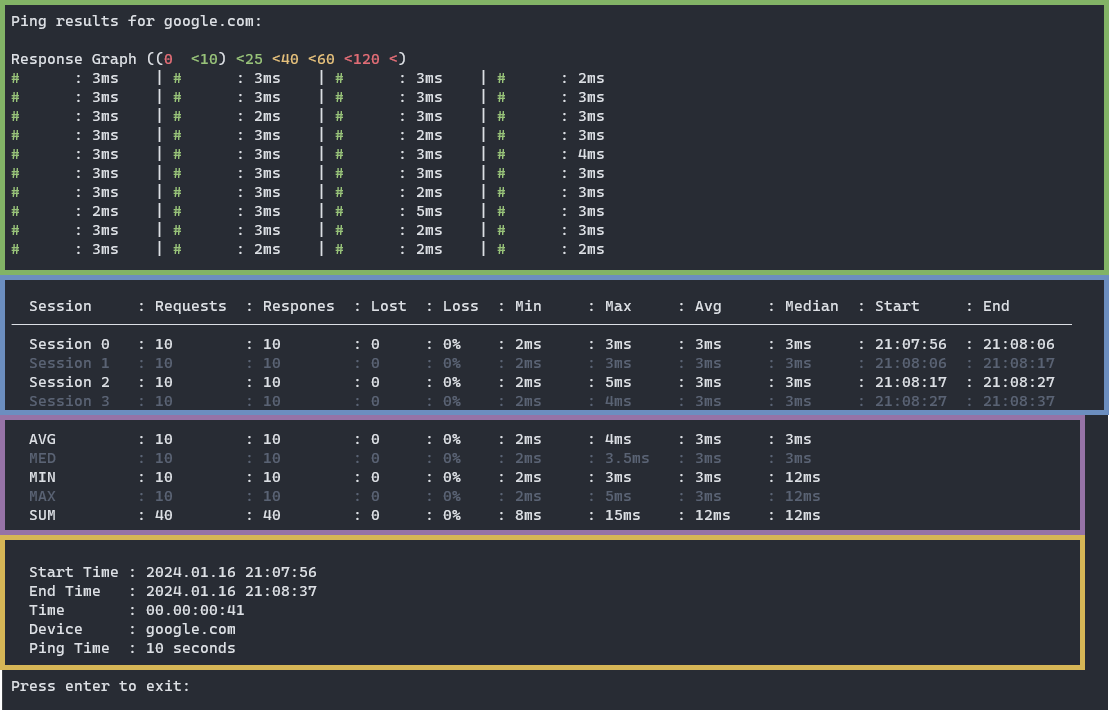 Ping results for google.com:
Response Graph ((0  <10) <25 <40 <60 <120 <)
#      : 3ms    | #      : 3ms    | #      : 3ms    | #      : 2ms
#      : 3ms    | #      : 3ms    | #      : 3ms    | #      : 3ms
#      : 3ms    | #      : 2ms    | #      : 3ms    | #      : 3ms
#      : 3ms    | #      : 3ms    | #      : 2ms    | #      : 3ms
#      : 3ms    | #      : 3ms    | #      : 3ms    | #      : 4ms
#      : 3ms    | #      : 3ms    | #      : 3ms    | #      : 3ms
#      : 3ms    | #      : 3ms    | #      : 2ms    | #      : 3ms
#      : 2ms    | #      : 3ms    | #      : 5ms    | #      : 3ms
#      : 3ms    | #      : 3ms    | #      : 2ms    | #      : 3ms
#      : 3ms    | #      : 2ms    | #      : 2ms    | #      : 2ms
Session     : Requests  : Respones  : Lost  : Loss  : Min     : Max     : Avg     : Median  : Start     : End
Session 0   : 10        : 10        : 0     : 0%    : 2ms     : 3ms     : 3ms     : 3ms     : 21:07:56  : 21:08:06
Session 1   : 10        : 10        : 0     : 0%    : 2ms     : 3ms     : 3ms     : 3ms     : 21:08:06  : 21:08:17
Session 2   : 10        : 10        : 0     : 0%    : 2ms     : 5ms     : 3ms     : 3ms     : 21:08:17  : 21:08:27
Session 3   : 10        : 10        : 0     : 0%    : 2ms     : 4ms     : 3ms     : 3ms     : 21:08:27  : 21:08:37
AVG         : 10        : 10        : 0     : 0%    : 2ms     : 4ms     : 3ms     : 3ms
MED         : 10        : 10        : 0     : 0%    : 2ms     : 3.5ms   : 3ms     : 3ms
MIN         : 10        : 10        : 0     : 0%    : 2ms     : 3ms     : 3ms     : 12ms
MAX         : 10        : 10        : 0     : 0%    : 2ms     : 5ms     : 3ms     : 12ms
SUM         : 40        : 40        : 0     : 0%    : 8ms     : 15ms    : 12ms    : 12ms
Start Time : 2024.01.16 21:07:56
End Time   : 2024.01.16 21:08:37
Time       : 00.00:00:41
Device     : google.com
Ping Time  : 10 seconds
Press enter to exit: